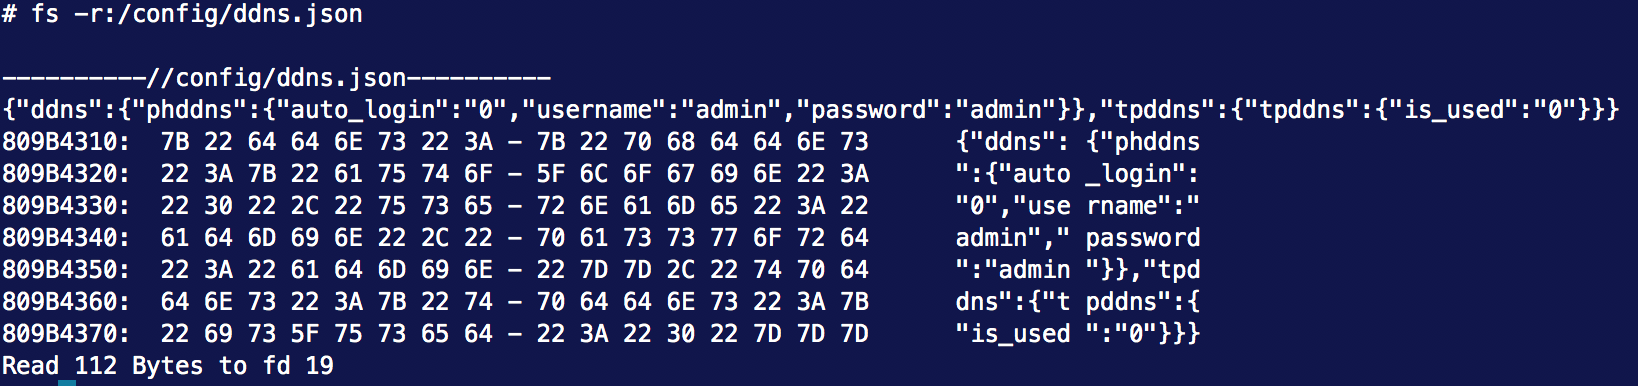 # fs -r:/config/ddns.json
----------//config/ddns.json----------
{"ddns":{"phddns":{"auto_login":"0","username":"admin","password":"admin"}},"tpddns":{"tpddns":{"is_used":"0"}}}
809B4310:  7B 22 64 64 6E 73 22 3A - 7B 22 70 68 64 64 6E 73      {"ddns": {"phddns
809B4320:  22 3A 7B 22 61 75 74 6F - 5F 6C 6F 67 69 6E 22 3A      ":{"auto _login":
809B4330:  22 30 22 2C 22 75 73 65 - 72 6E 61 6D 65 22 3A 22      "0","use rname":"
809B4340:  61 64 6D 69 6E 22 2C 22 - 70 61 73 73 77 6F 72 64      admin"," password
809B4350:  22 3A 22 61 64 6D 69 6E - 22 7D 7D 2C 22 74 70 64      ":"admin "}},"tpd
809B4360:  64 6E 73 22 3A 7B 22 74 - 70 64 64 6E 73 22 3A 7B      dns":{"t pddns":{
809B4370:  22 69 73 5F 75 73 65 64 - 22 3A 22 30 22 7D 7D 7D      "is_used ":"0"}}}
Read 112 Bytes to fd 19